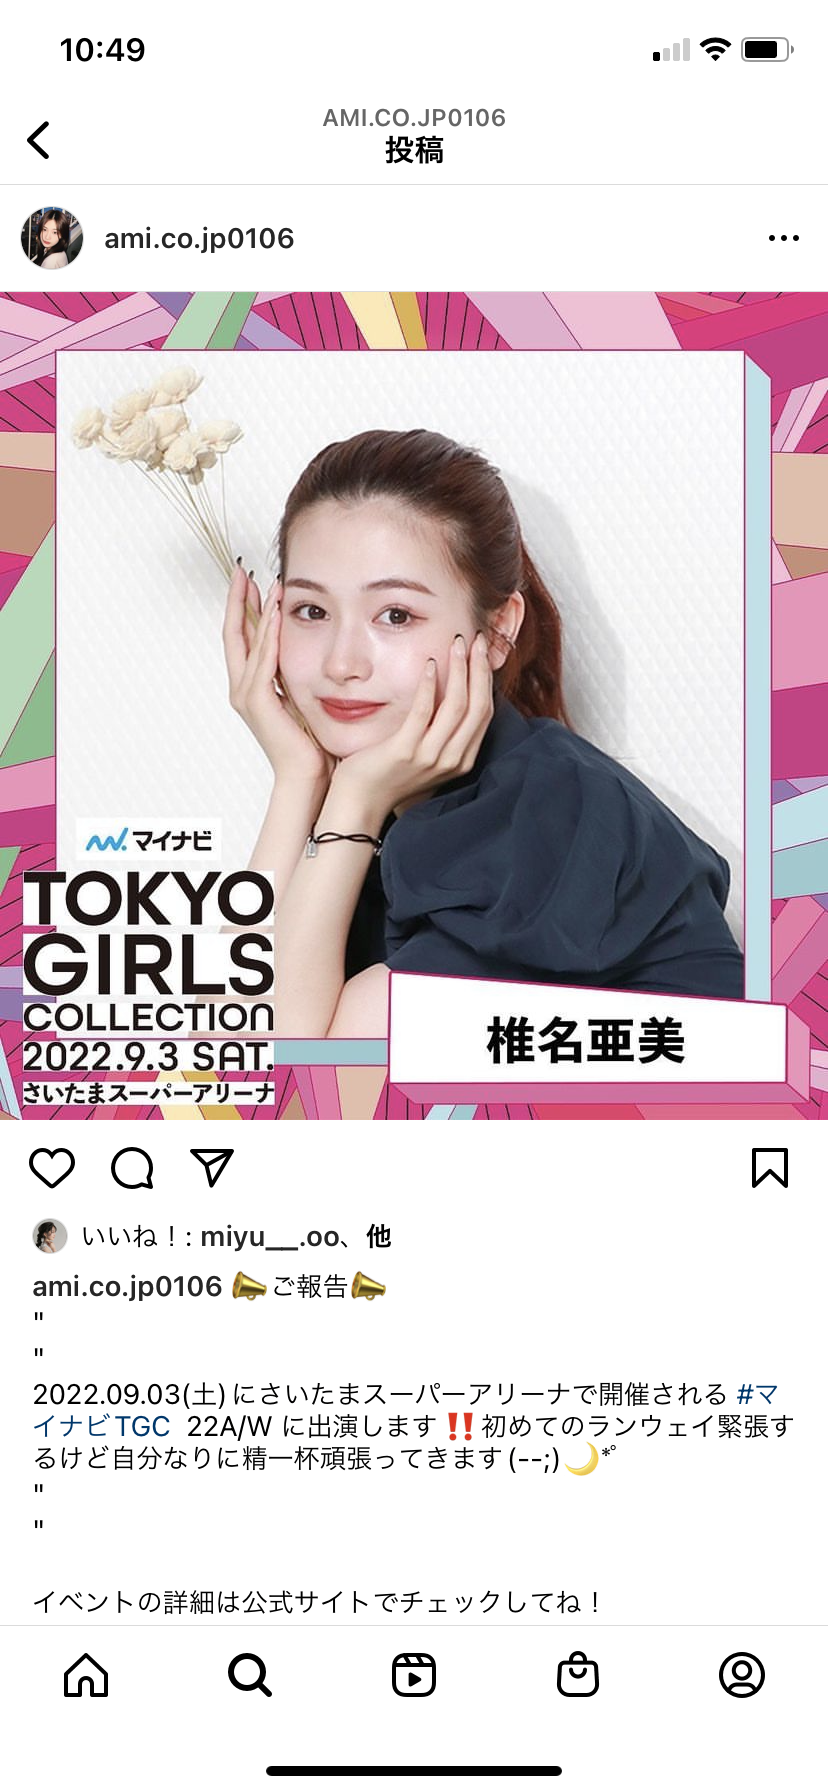 10:49
AMI.CO.JP0106
投稿
ami.co.jp0106
マイナビ
TOKYO
GIRLS
COLLECTION
2022.9.3 SAT.
さいたまスーパーアリーナ
椎名亜美
いいね！: miyu__.oo、他
ami.co.jp0106 📣ご報告📣
"
"
2022.09.03(土)にさいたまスーパーアリーナで開催される #マ
イナビTGC 22A/W に出演します‼️初めてのランウェイ緊張す
るけど自分なりに精一杯頑張ってきます(--;)🌙*ﾟ
"
"
イベントの詳細は公式サイトでチェックしてね！